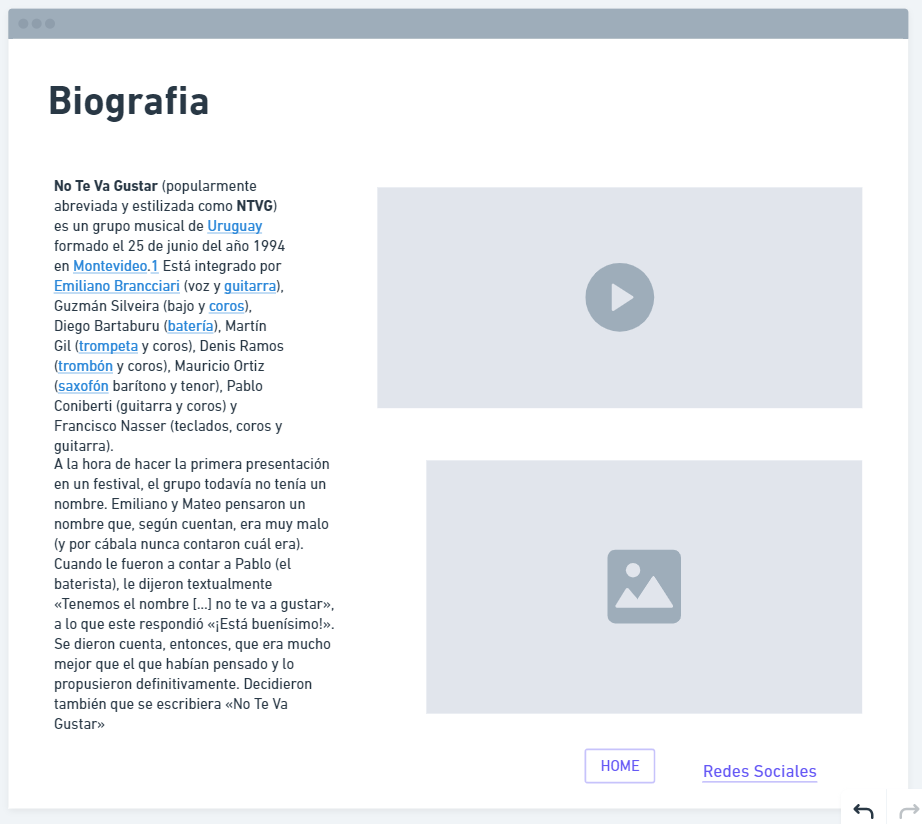 Biografia
No Te Va Gustar (popularmente
abreviada y estilizada como NTVG)
es un grupo musical de Uruguay
formado el 25 de junio del año 1994
en Montevideo.1 Está integrado por
Emiliano Brancciari (voz y guitarra),
Guzmán Silveira (bajo y coros),
Diego Bartaburu (batería), Martín
Gil (trompeta y coros), Denis Ramos
(trombón y coros), Mauricio Ortiz
(saxofón barítono y tenor), Pablo
Coniberti (guitarra y coros) y
Francisco Nasser (teclados, coros y
guitarra).
A la hora de hacer la primera presentación
en un festival, el grupo todavía no tenía un
nombre. Emiliano y Mateo pensaron un
nombre que, según cuentan, era muy malo
(y por cábala nunca contaron cuál era).
Cuando le fueron a contar a Pablo (el
baterista), le dijeron textualmente
«Tenemos el nombre [...] no te va a gustar»,
a lo que este respondió «¡Está buenísimo!».
Se dieron cuenta, entonces, que era mucho
mejor que el que habían pensado y lo
propusieron definitivamente. Decidieron
también que se escribiera «No Te Va
Gustar»
HOME
Redes Sociales